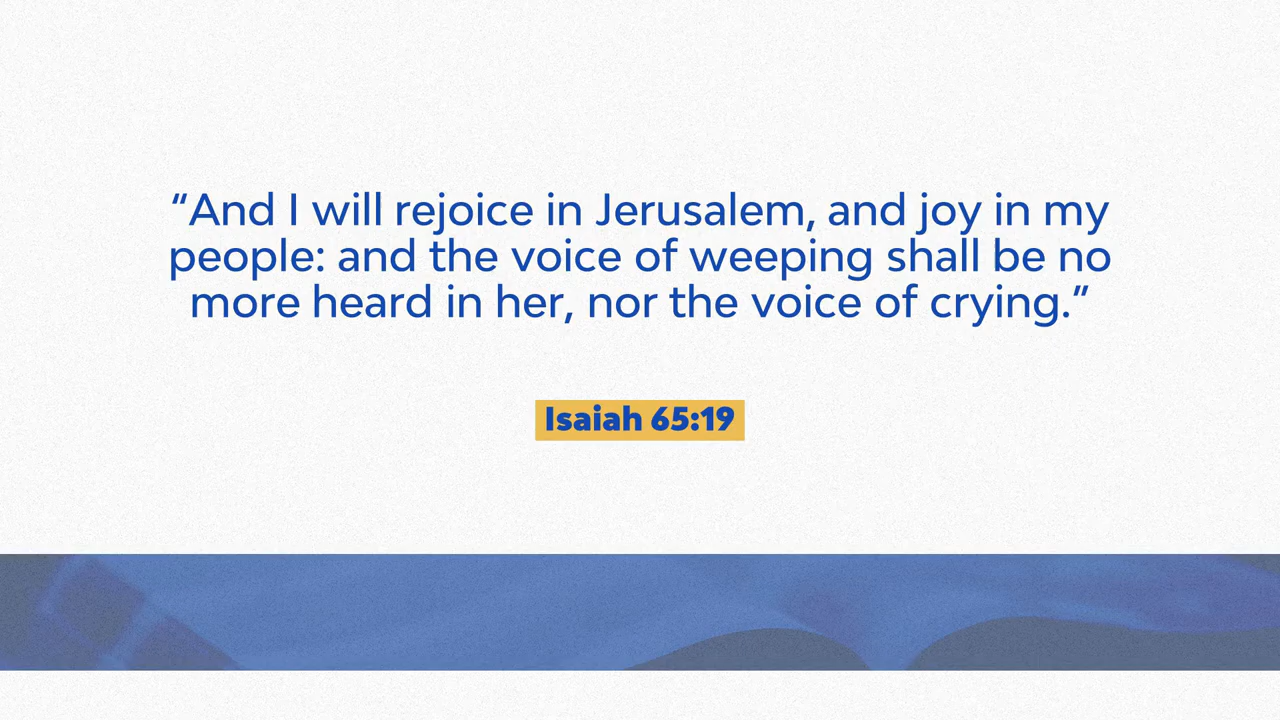 “And I will rejoice in Jerusalem, and joy in my
people: and the voice of weeping shall be no
more heard in her, nor the voice of crying.”
Isaiah 65:19